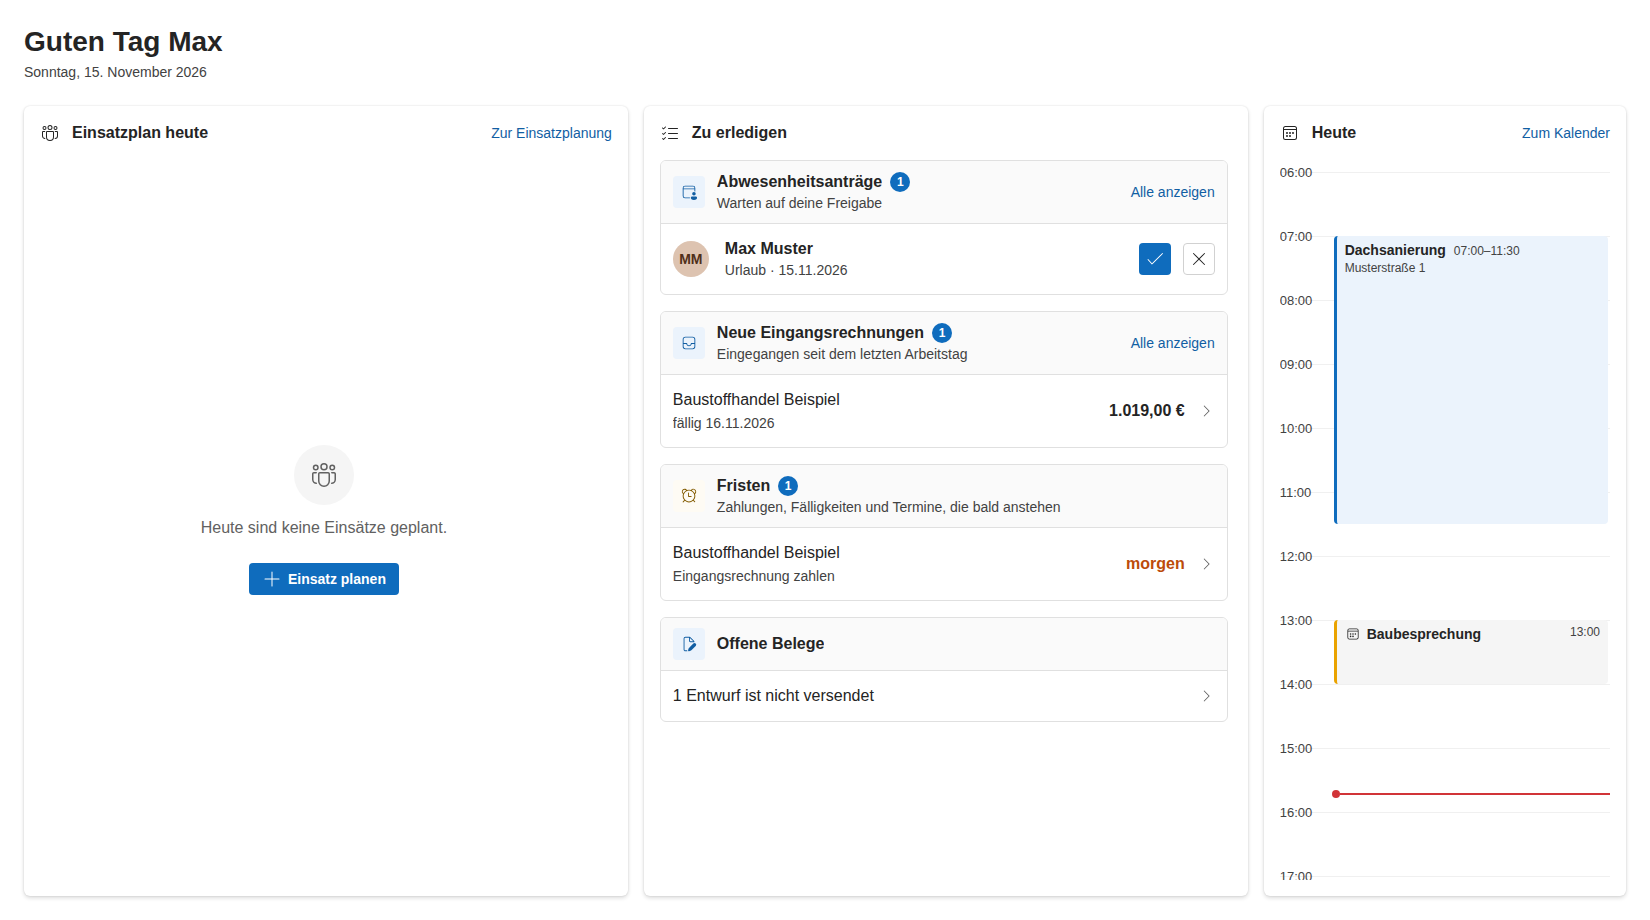 Guten Tag Max
Sonntag, 15. November 2026
Einsatzplan heute
Zur Einsatzplanung
Heute sind keine Einsätze geplant.
Einsatz planen
Zu erledigen
Abwesenheitsanträge 1
Warten auf deine Freigabe
Alle anzeigen
MM
Max Muster
Urlaub · 15.11.2026
Neue Eingangsrechnungen 1
Eingegangen seit dem letzten Arbeitstag
Alle anzeigen
Baustoffhandel Beispiel
fällig 16.11.2026
1.019,00 €
Fristen 1
Zahlungen, Fälligkeiten und Termine, die bald anstehen
Baustoffhandel Beispiel
Eingangsrechnung zahlen
morgen
Offene Belege
1 Entwurf ist nicht versendet
Heute
Zum Kalender
06:00
07:00
Dachsanierung 07:00–11:30
Musterstraße 1
08:00
09:00
10:00
11:00
12:00
13:00
Baubesprechung 13:00
14:00
15:00
16:00
17:00